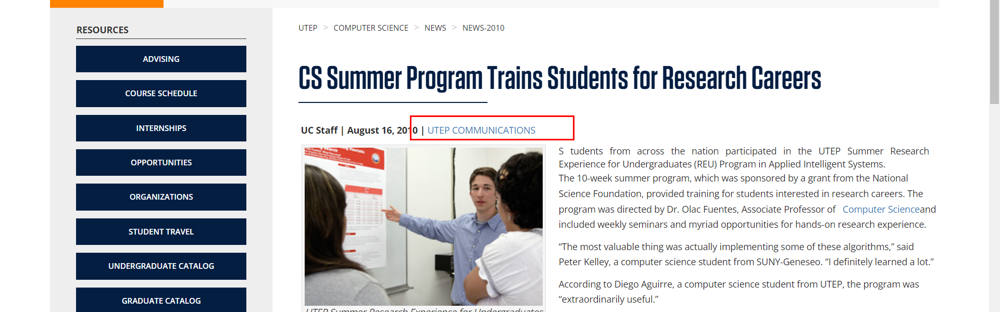 RESOURCES
ADVISING
COURSE SCHEDULE
INTERNSHIPS
OPPORTUNITIES
ORGANIZATIONS
STUDENT TRAVEL
UNDERGRADUATE CATALOG
GRADUATE CATALOG
UTEP > COMPUTER SCIENCE > NEWS > NEWS-2010
CS Summer Program Trains Students for Research Careers
UC Staff | August 16, 2010 | UTEP COMMUNICATIONS
S tudents from across the nation participated in the UTEP Summer Research
Experience for Undergraduates (REU) Program in Applied Intelligent Systems.
The 10-week summer program, which was sponsored by a grant from the National
Science Foundation, provided training for students interested in research careers. The
program was directed by Dr. Olac Fuentes, Associate Professor of Computer Scienceand
included weekly seminars and myriad opportunities for hands-on research experience.
“The most valuable thing was actually implementing some of these algorithms,” said
Peter Kelley, a computer science student from SUNY-Geneseo. “I definitely learned a lot.”
According to Diego Aguirre, a computer science student from UTEP, the program was
“extraordinarily useful.”
UTEP Summer Research Experience for Undergraduates